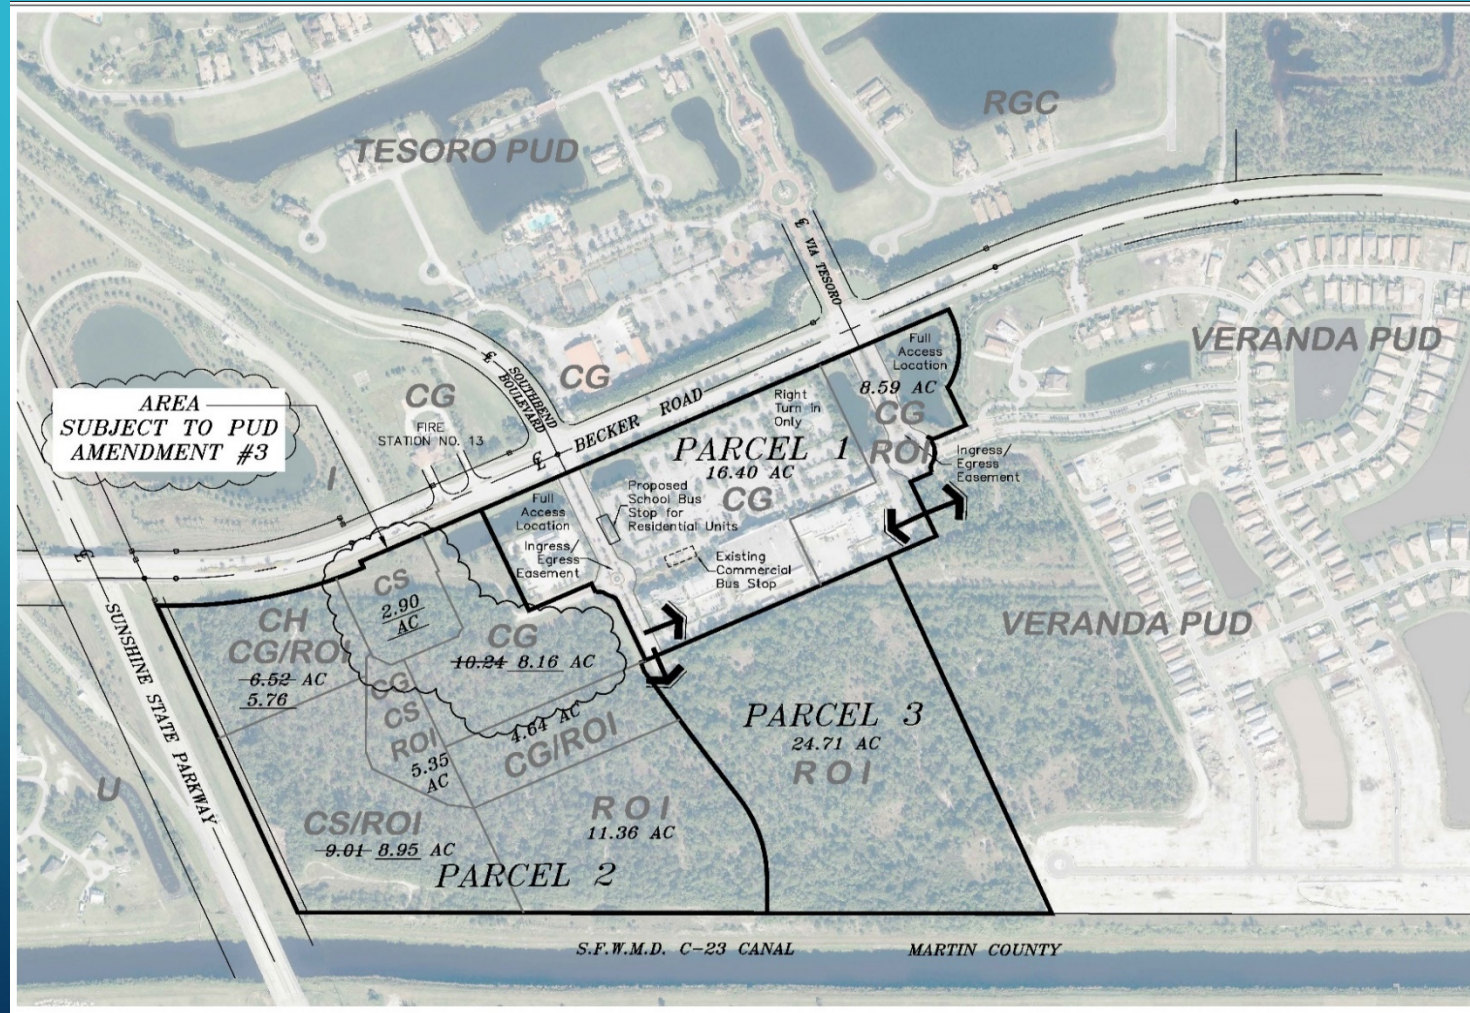 RGC
TESORO PUD
℄ VIA TESORO
VERANDA PUD
AREA
SUBJECT TO PUD
AMENDMENT #3
CG
FIRE
STATION NO. 13
℄ SOUTHBEND
BOULEVARD
CG
℄ BECKER ROAD
I
Full
Access
Location
8.59 AC
CG
ROI
Right
Turn in
Only
PARCEL 1
16.40 AC
CG
Ingress/
Egress
Easement
Proposed
School Bus
Stop for
Residential Units
Full
Access
Location
Ingress/
Egress
Easement
Existing
Commercial
Bus Stop
℄ SUNSHINE STATE PARKWAY
CS
2.90
AC
CH
CG/ROI
6.52 AC
5.76
CG
10.24 8.16 AC
VERANDA PUD
CG
CS
ROI
5.35
AC
4.64 AC
CG/ROI
PARCEL 3
24.71 AC
ROI
U
CS/ROI
9.01 8.95 AC
ROI
11.36 AC
PARCEL 2
S.F.W.M.D. C-23 CANAL
MARTIN COUNTY